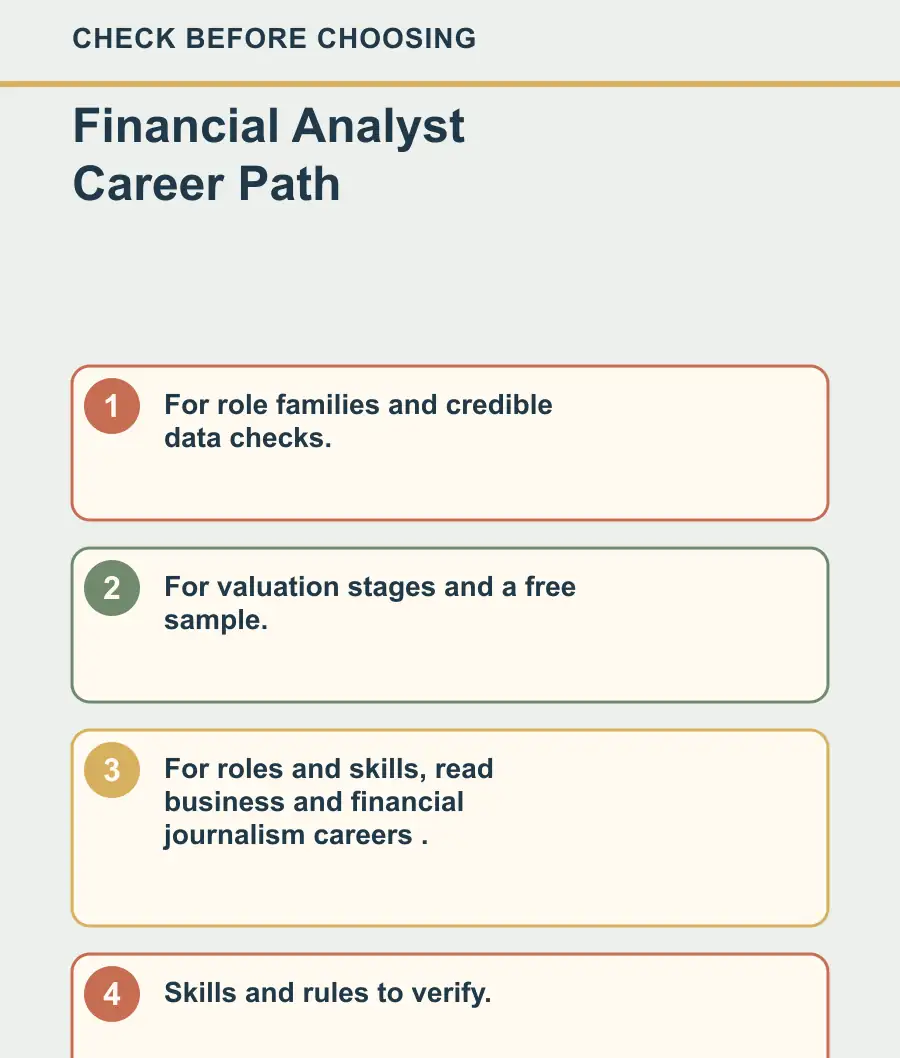 CHECK BEFORE CHOOSING
Financial Analyst
Career Path
1
For role families and credible
data checks.
2
For valuation stages and a free
sample.
3
For roles and skills, read
business and financial
journalism careers .
4
Skills and rules to verify.